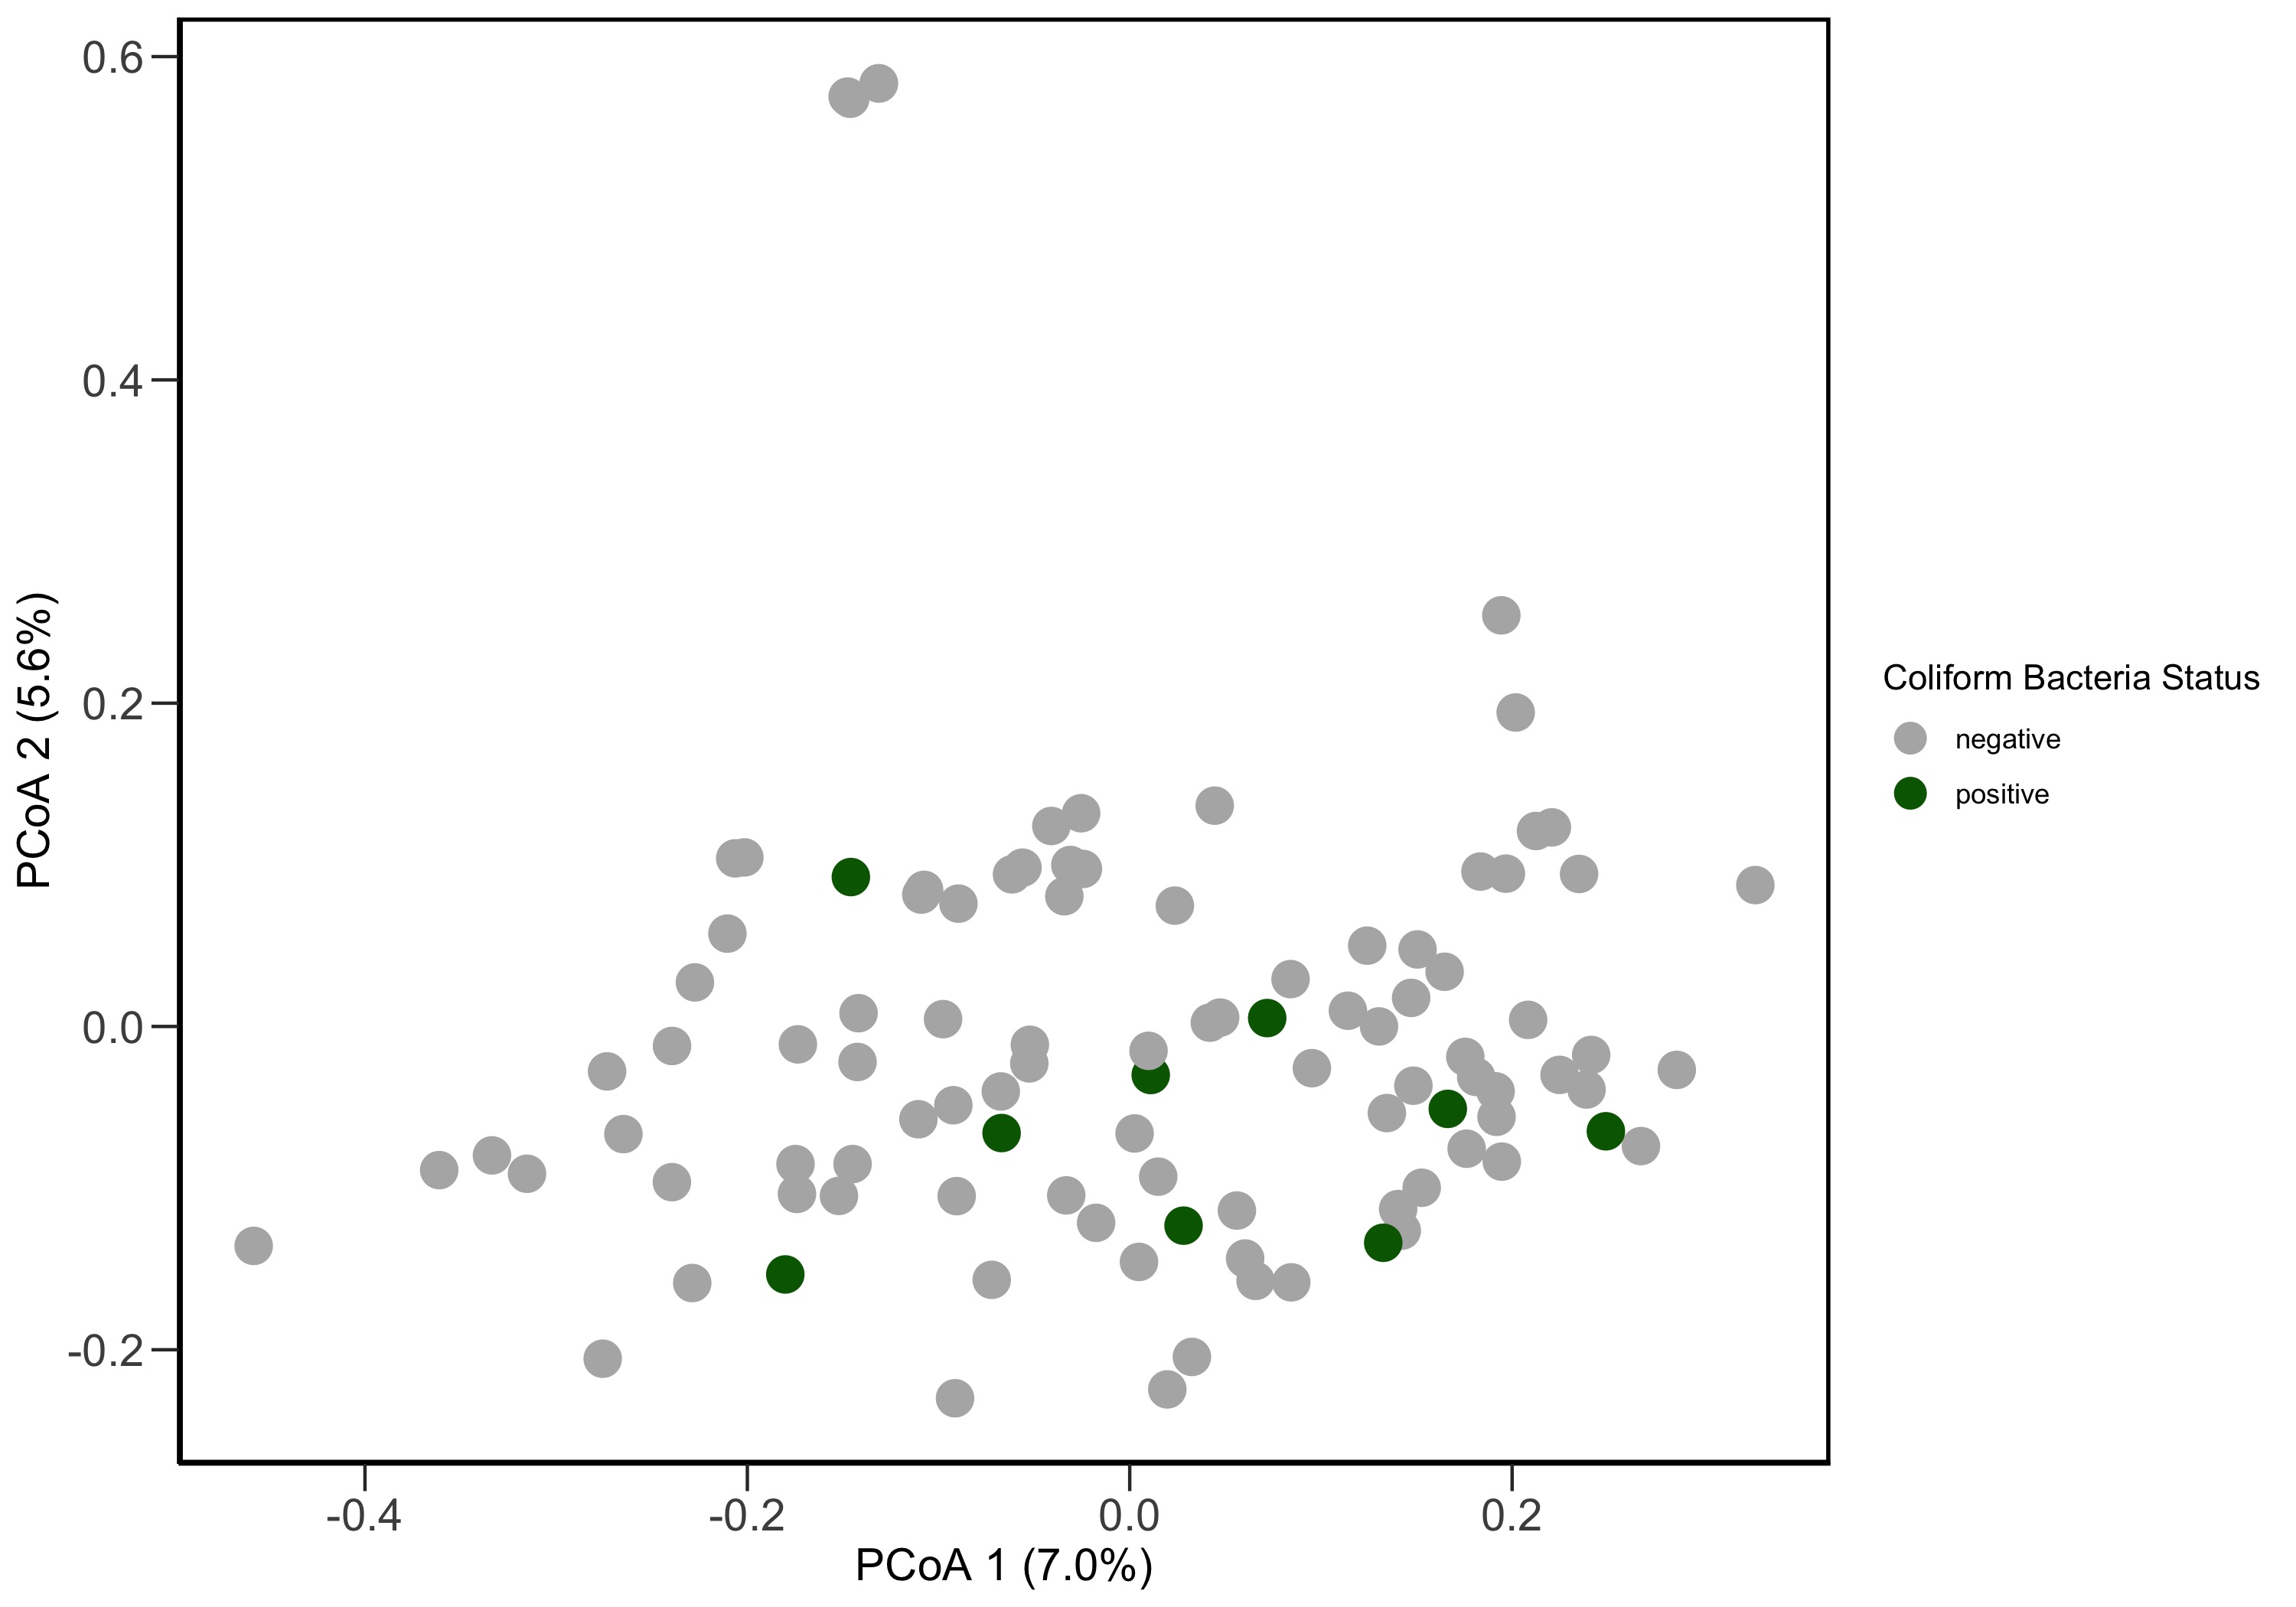 0.6
0.4
0.2
0.0
-0.2
PCoA 2 (5.6%)
-0.4
-0.2
0.0
0.2
PCoA 1 (7.0%)
Coliform Bacteria Status
negative
positive